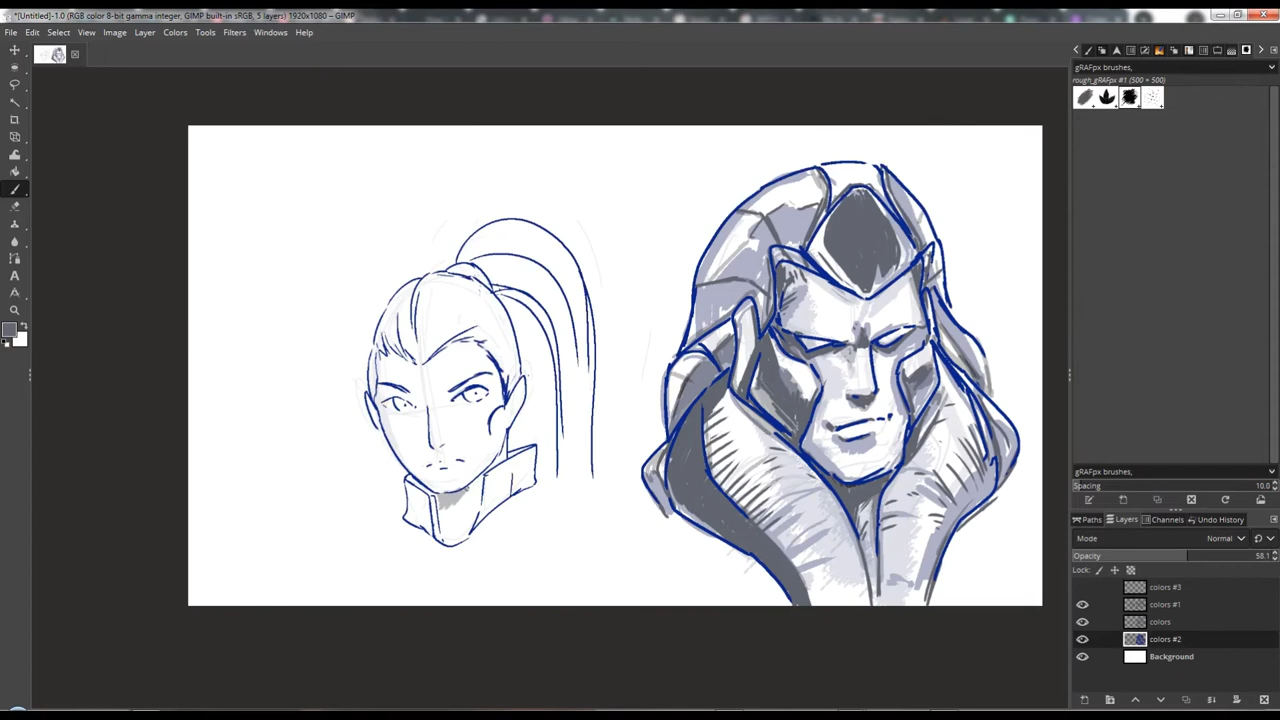 *[Untitled]-1.0 (RGB color 8-bit gamma integer, GIMP built-in sRGB, 5 layers) 1920x1080 – GIMP
File Edit Select View Image Layer Colors Tools Filters Windows Help
gRAFpx brushes,
rough_gRAFpx #1 (500 × 500)
gRAFpx brushes,
Spacing 10.0
Paths Layers Channels Undo History
Mode Normal
Opacity 58.1
Lock:
colors #3
colors #1
colors
colors #2
Background